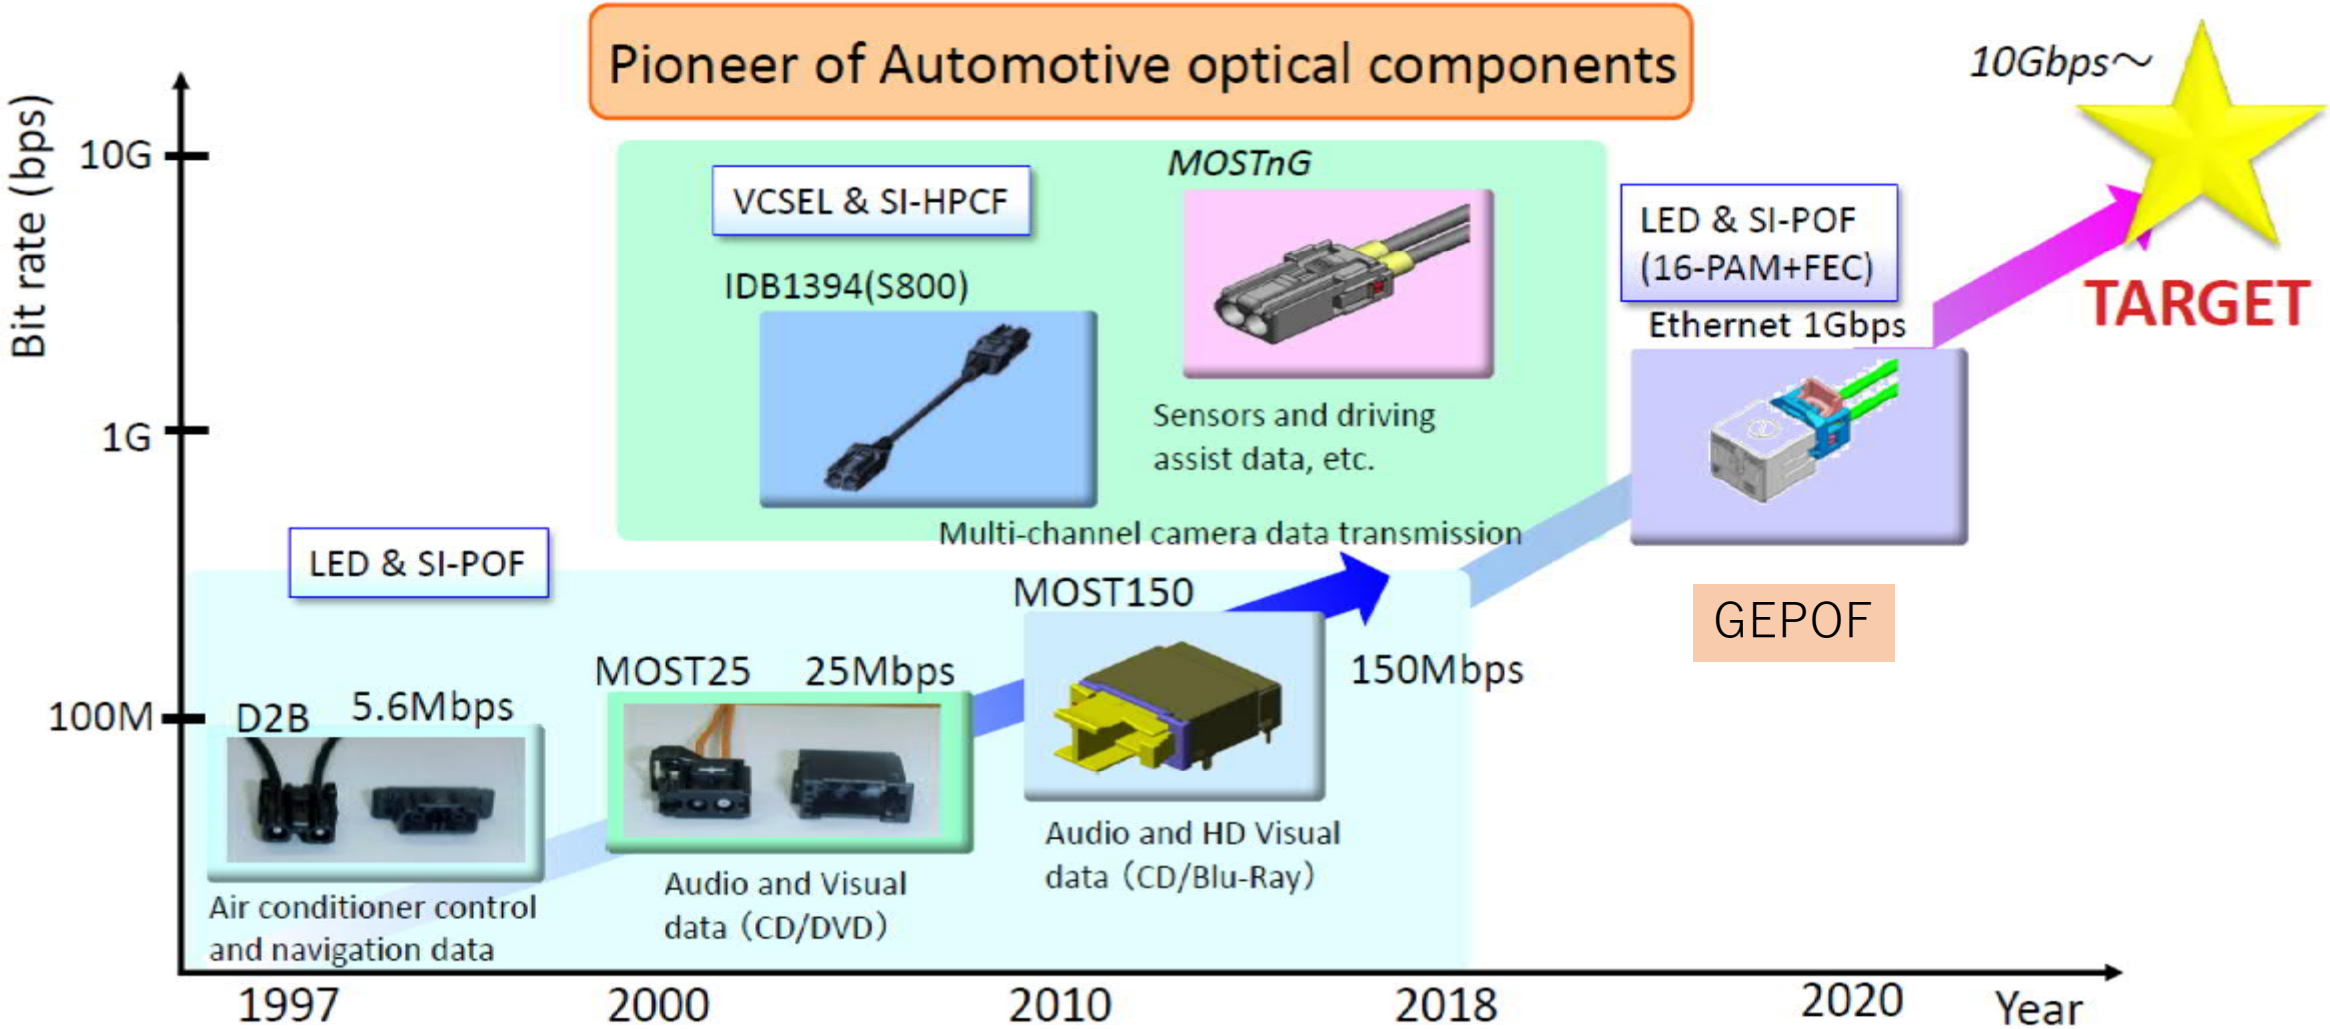 Pioneer of Automotive optical components
10Gbps～
Bit rate (bps)
10G
1G
100M
VCSEL & SI-HPCF
MOSTnG
IDB1394(S800)
Sensors and driving
assist data, etc.
Multi-channel camera data transmission
LED & SI-POF
(16-PAM+FEC)
Ethernet 1Gbps
TARGET
GEPOF
LED & SI-POF
D2B
5.6Mbps
Air conditioner control
and navigation data
MOST25
25Mbps
Audio and Visual
data（CD/DVD）
MOST150
150Mbps
Audio and HD Visual
data（CD/Blu-Ray）
1997
2000
2010
2018
2020
Year